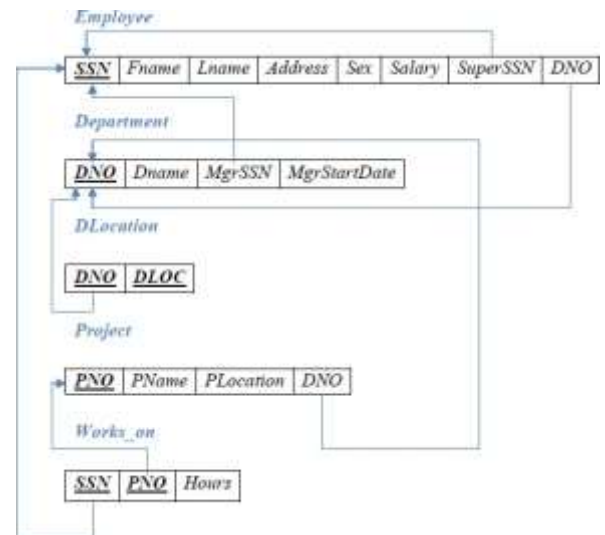 Employee
SSN Fname Lname Address Sex Salary SuperSSN DNO
Department
DNO Dname MgrSSN MgrStartDate
DLocation
DNO DLOC
Project
PNO PName PLocation DNO
Works_on
SSN PNO Hours